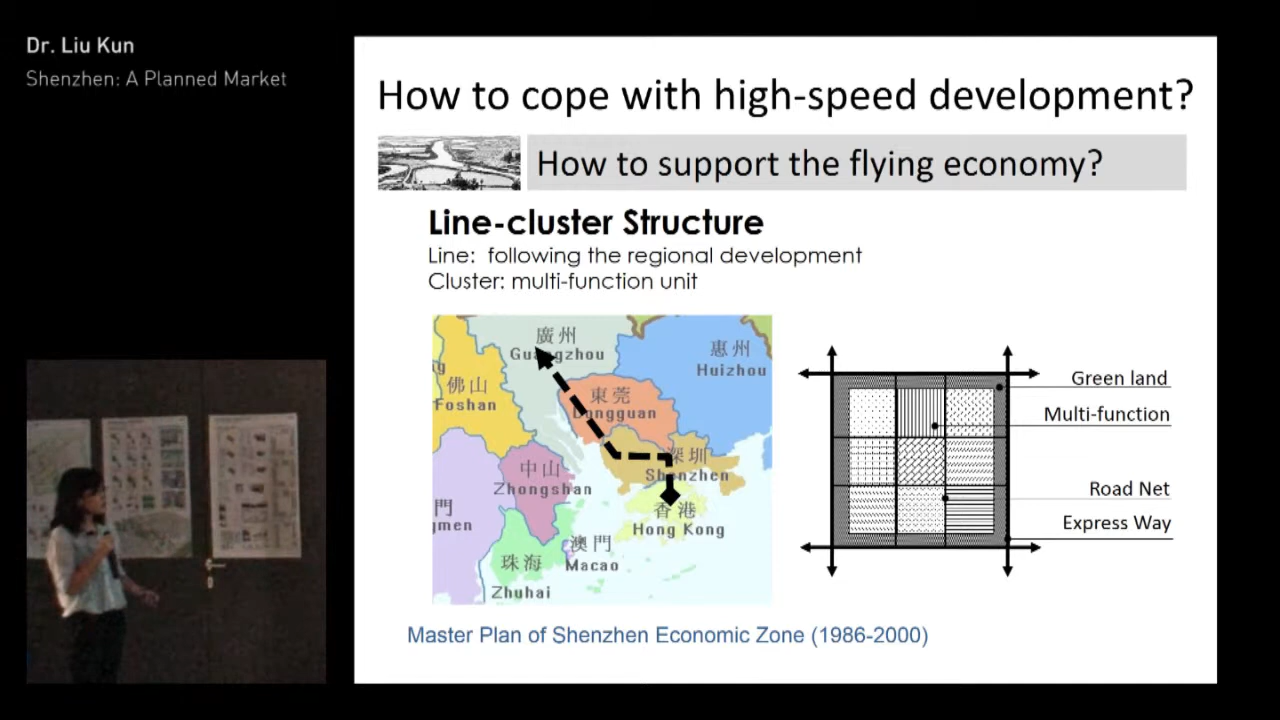 Dr. Liu Kun
Shenzhen: A Planned Market
How to cope with high-speed development?
How to support the flying economy?
Line-cluster Structure
Line: following the regional development
Cluster: multi-function unit
廣州
Guangzhou
惠州
Huizhou
佛山
Foshan
東莞
Dongguan
深圳
Shenzhen
中山
Zhongshan
香港
Hong Kong
門
gmen
澳門
Macao
珠海
Zhuhai
Green land
Multi-function
Road Net
Express Way
Master Plan of Shenzhen Economic Zone (1986-2000)